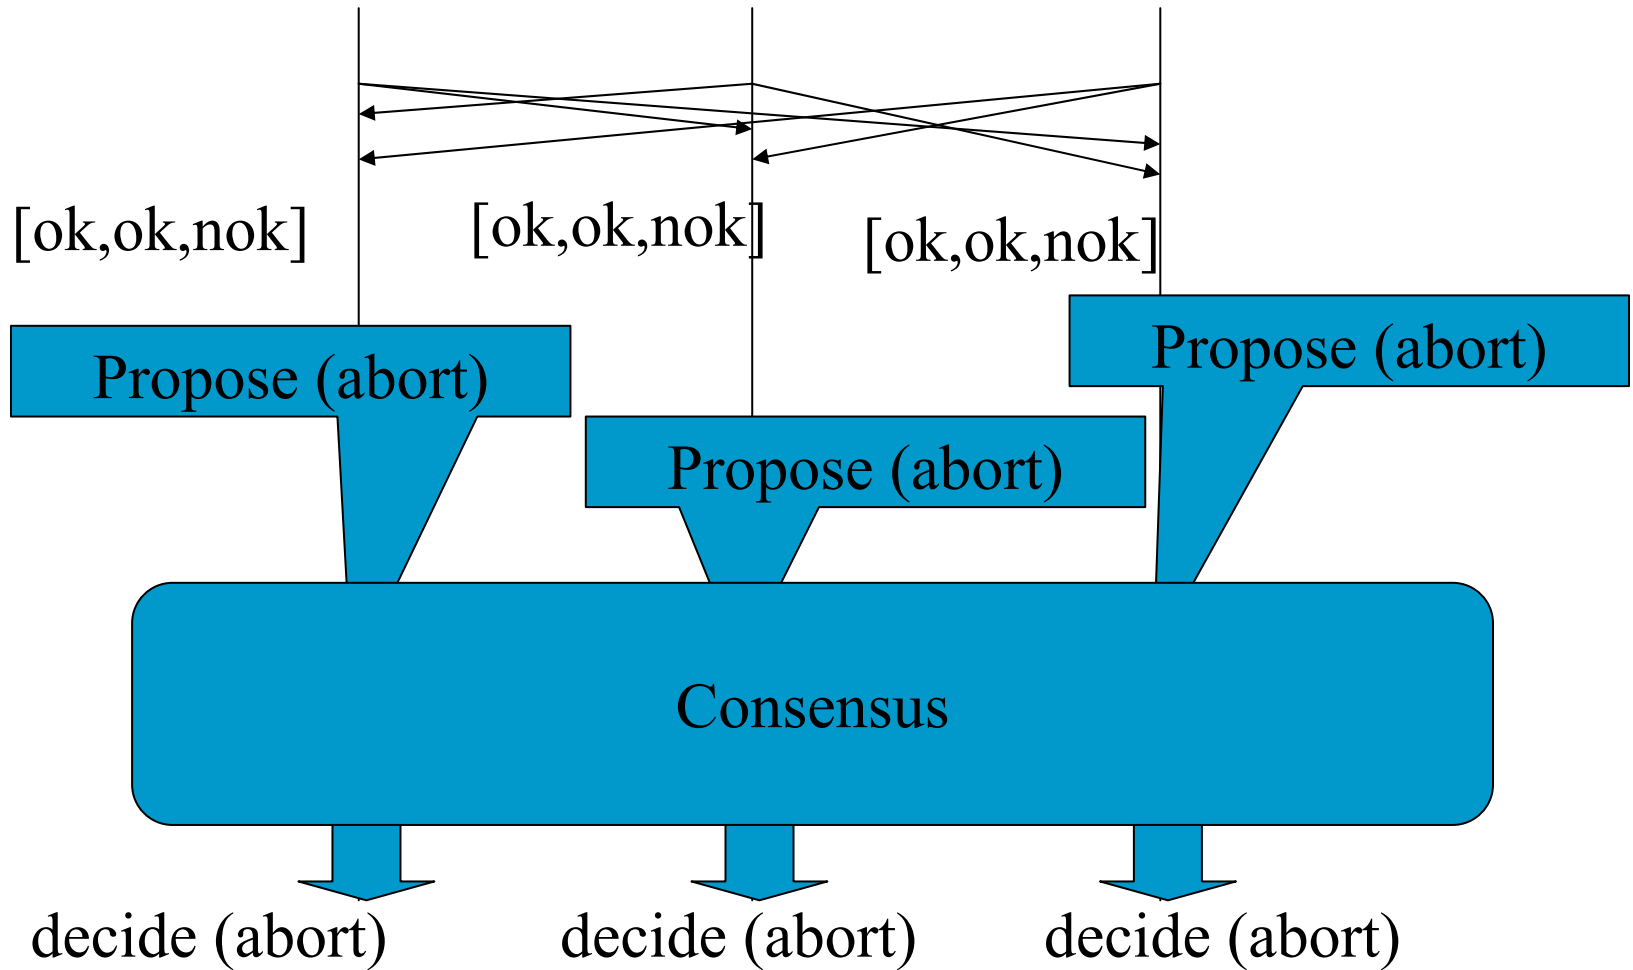 [ok,ok,nok]
[ok,ok,nok]
[ok,ok,nok]
Propose (abort)
Propose (abort)
Propose (abort)
Consensus
decide (abort)
decide (abort)
decide (abort)